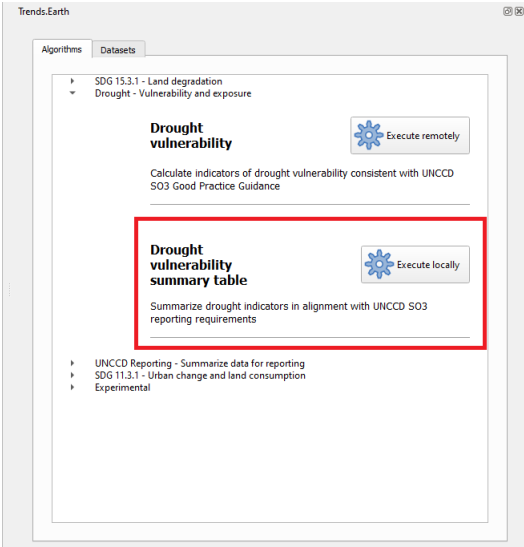 Trends.Earth
Algorithms Datasets
SDG 15.3.1 - Land degradation
Drought - Vulnerability and exposure
Drought
vulnerability
Execute remotely
Calculate indicators of drought vulnerability consistent with UNCCD
SO3 Good Practice Guidance
Drought
vulnerability
summary table
Execute locally
Summarize drought indicators in alignment with UNCCD SO3
reporting requirements
UNCCD Reporting - Summarize data for reporting
SDG 11.3.1 - Urban change and land consumption
Experimental